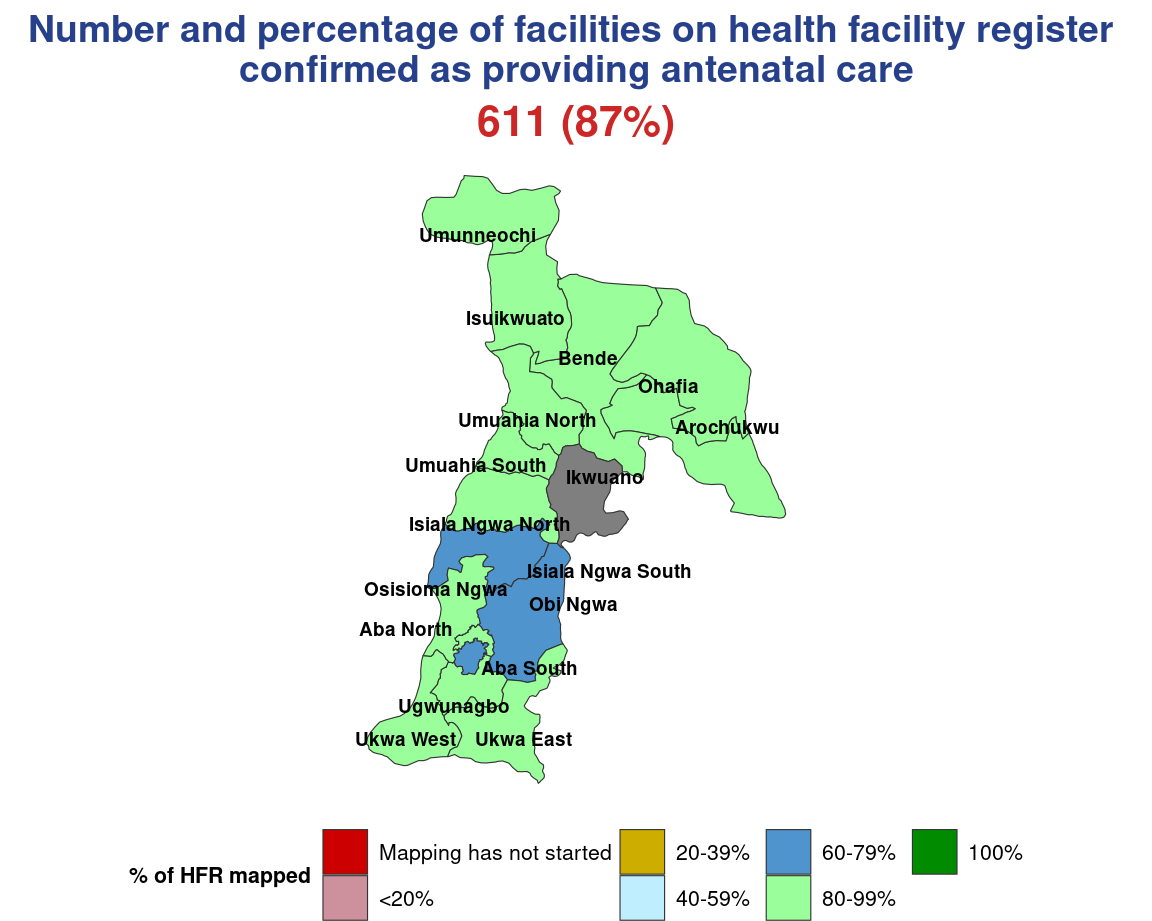 Number and percentage of facilities on health facility register
confirmed as providing antenatal care
611 (87%)
Umunneochi
Isuikwuato
Bende
Ohafia
Umuahia North
Arochukwu
Umuahia South
Ikwuano
Isiala Ngwa North
Isiala Ngwa South
Osisioma Ngwa
Obi Ngwa
Aba North
Aba South
Ugwunagbo
Ukwa West
Ukwa East
% of HFR mapped
Mapping has not started
<20%
20-39%
40-59%
60-79%
80-99%
100%